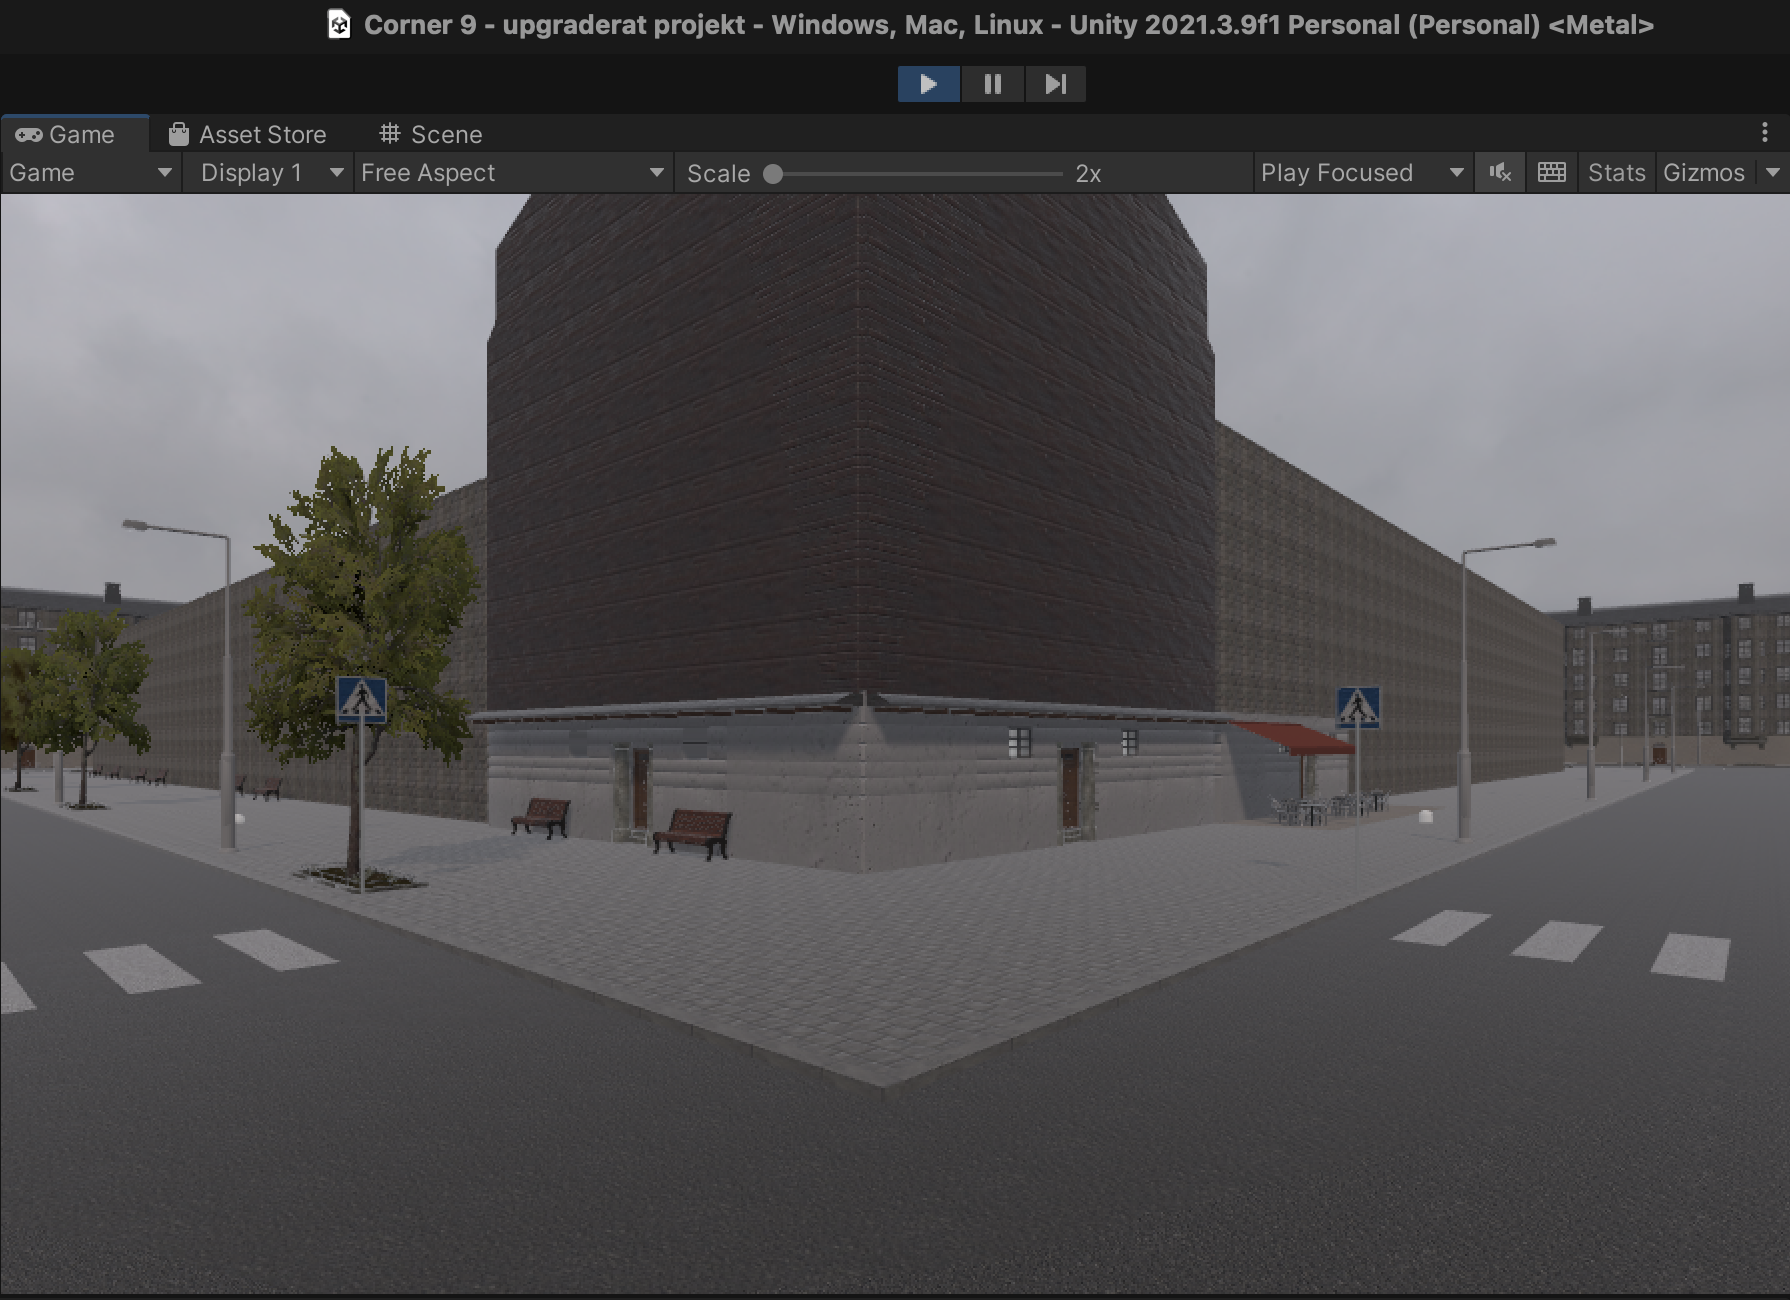 Corner 9 - upgraderat projekt - Windows, Mac, Linux - Unity 2021.3.9f1 Personal (Personal) <Metal>
Game Asset Store Scene
Game Display 1 Free Aspect Scale 2x Play Focused Stats Gizmos